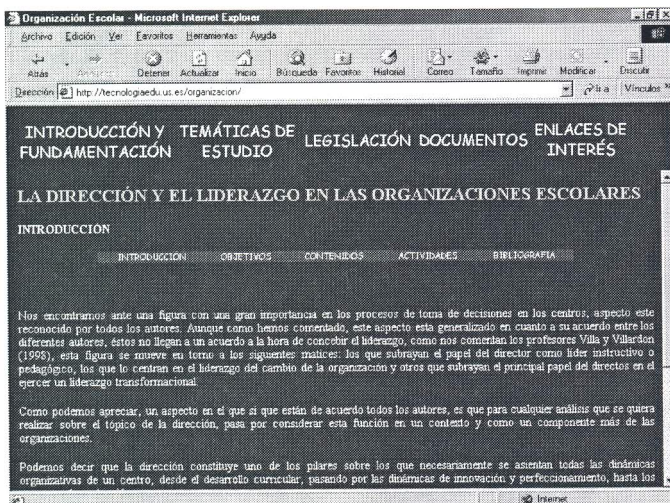 Organización Escolar - Microsoft Internet Explorer
Archivo Edición Ver Favoritos Herramientas Ayuda
Atrás Detener Actualizar Inicio Búsqueda Favoritos Historial Correo Tamaño Imprimir Modificar Discutir
Dirección http://tecnologiaedu.us.es/organizacion/ Ir a Vínculos »
INTRODUCCIÓN Y FUNDAMENTACIÓN
TEMÁTICAS DE ESTUDIO
LEGISLACIÓN
DOCUMENTOS
ENLACES DE INTERÉS
LA DIRECCIÓN Y EL LIDERAZGO EN LAS ORGANIZACIONES ESCOLARES
INTRODUCCIÓN
INTRODUCCIÓN OBJETIVOS CONTENIDOS ACTIVIDADES BIBLIOGRAFIA
Nos encontramos ante una figura con una gran importancia en los procesos de toma de decisiones en los centros, aspecto este
reconocido por todos los autores. Aunque como hemos comentado, este aspecto esta generalizado en cuanto a su acuerdo entre los
diferentes autores, éstos no llegan a un acuerdo a la hora de concebir el liderazgo, como nos comentan los profesores Villa y Villardon
(1998), esta figura se mueve en torno a los siguientes matices: los que subrayan el papel del director como líder instructivo o
pedagógico, los que lo centran en el liderazgo del cambio de la organización y otros que subrayan el principal papel del directos en el
ejercer un liderazgo transformacional.
Como podemos apreciar, un aspecto en el que si que están de acuerdo todos los autores, es que para cualquier análisis que se quiera
realizar sobre el tópico de la dirección, pasa por considerar esta función en un contexto y como un componente más de las
organizaciones.
Podemos decir que la dirección constituye uno de los pilares sobre los que necesariamente se asientan todas las dinámicas
organizativas de un centro, desde el desarrollo curricular, pasando por las dinámicas de innovación y perfeccionamiento, hasta los
Internet